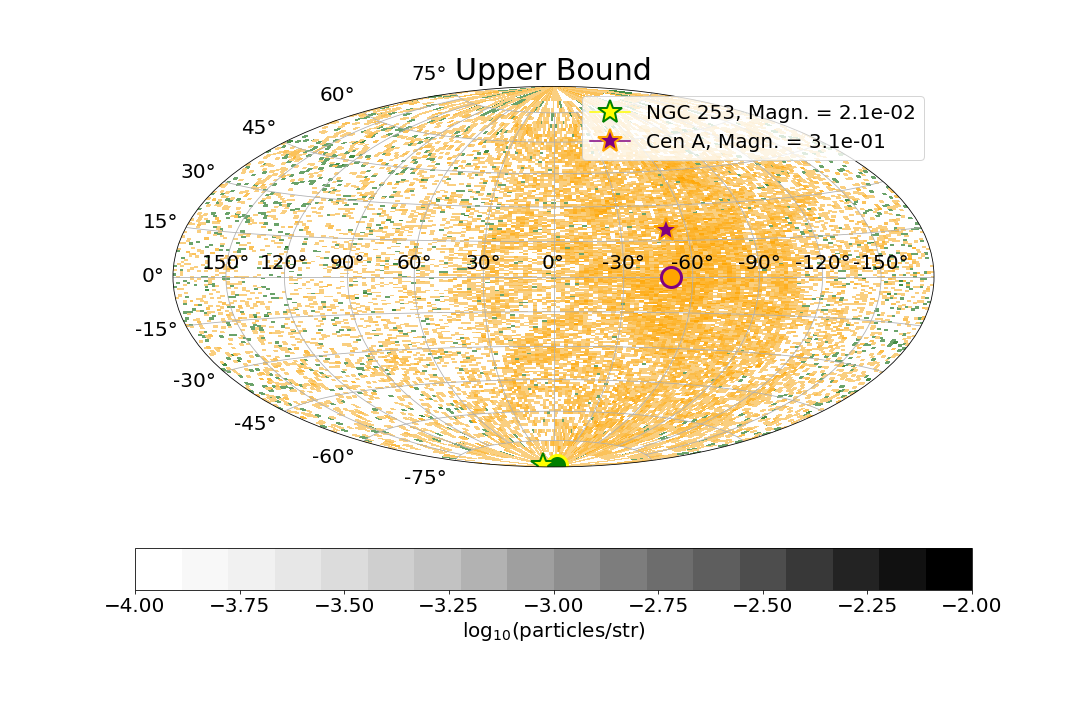 75° Upper Bound
60°
NGC 253, Magn. = 2.1e-02
45°
Cen A, Magn. = 3.1e-01
30°
15°
0° 150° 120° 90° 60° 30° 0° -30° -60° -90° -120° -150°
-15°
-30°
-45°
-60°
-75°
−4.00 −3.75 −3.50 −3.25 −3.00 −2.75 −2.50 −2.25 −2.00
log₁₀(particles/str)